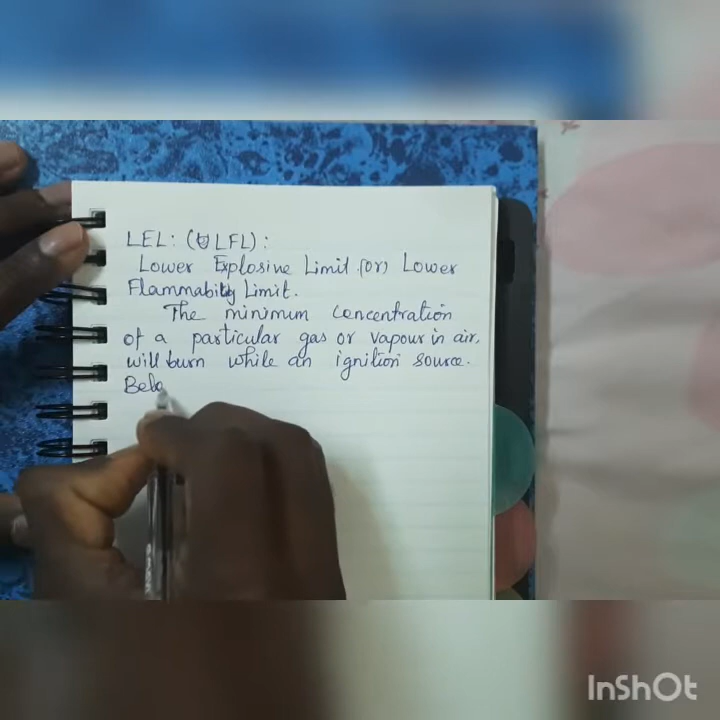 LEL: ( LFL):
Lower Explosive Limit (or) Lower
Flammability Limit.
The minimum concentration
of a particular gas or vapour in air,
will burn while an ignition source.
Belo
InShOt